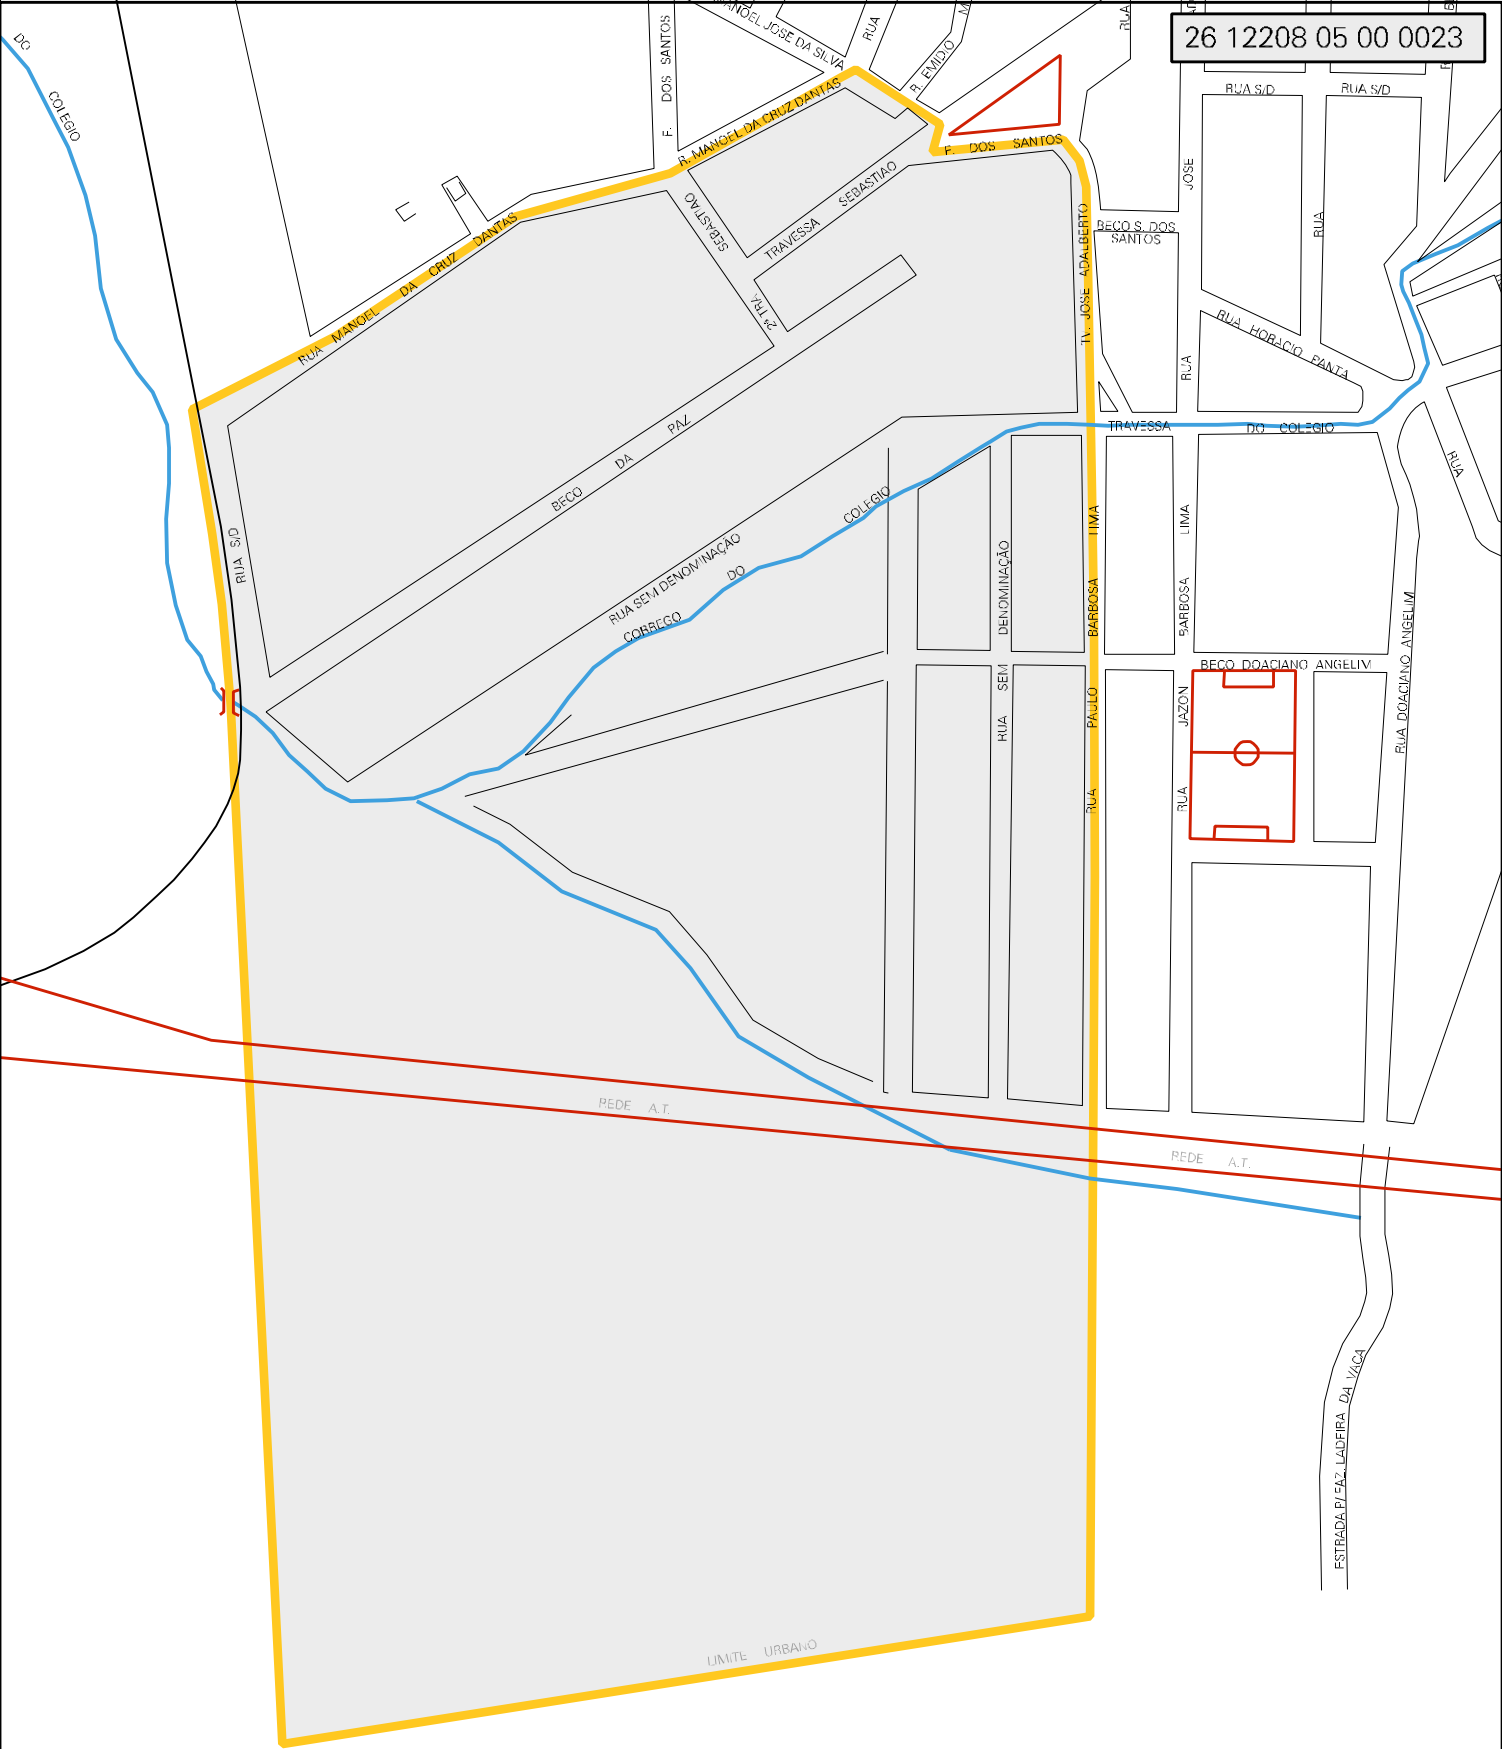 26 12208 05 00 0023
DO
COLEGIO
F. DOS SANTOS
MANOEL JOSE DA SILVA
RUA
R. EMIDIO
RUA
RUA S/D
RUA S/D
R. MANOEL DA CRUZ DANTAS
F. DOS SANTOS
JOSE
RUA
TRAVESSA SEBASTIAO
SEBASTIAO
2ª TRA.
TV. JOSE ADALBERTO
BECO S. DOS
SANTOS
RUA MANOEL DA CRUZ DANTAS
RUA HORACIO PANTA
RUA
TRAVESSA DO COLEGIO
BECO DA PAZ
RUA
RUA S/D
RUA SEM DENOMINAÇÃO
CORREGO DO COLEGIO
RUA SEM DENOMINAÇÃO
RUA PAULO BARBOSA LIMA
RUA JAZON BARBOSA LIMA
BECO DOACIANO ANGELIM
RUA DOACIANO ANGELIM
REDE A.T.
REDE A.T.
ESTRADA P/ FAZ. LADEIRA DA VACA
LIMITE URBANO